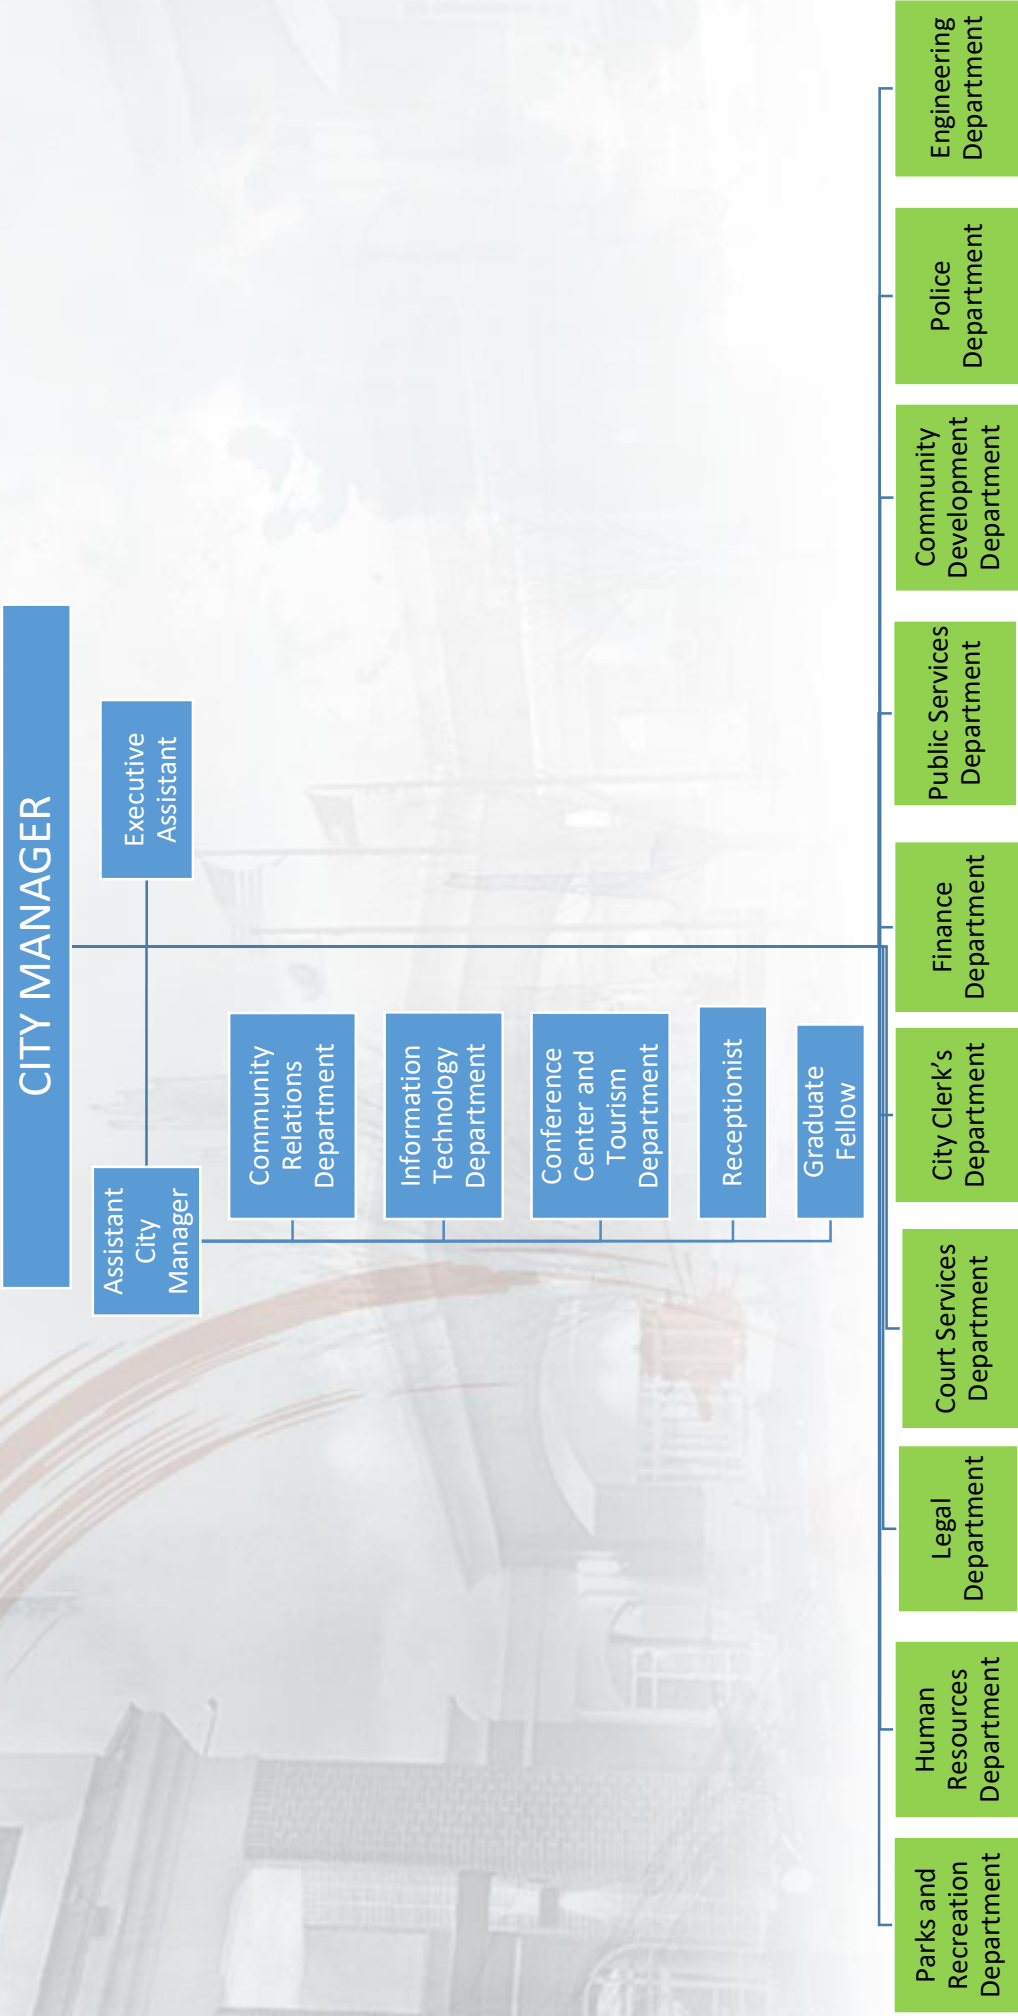 CITY MANAGER
Assistant
City
Manager
Executive
Assistant
Community
Relations
Department
Information
Technology
Department
Conference
Center and
Tourism
Department
Receptionist
Graduate
Fellow
Parks and
Recreation
Department
Human
Resources
Department
Legal
Department
Court Services
Department
City Clerk’s
Department
Finance
Department
Public Services
Department
Community
Development
Department
Police
Department
Engineering
Department